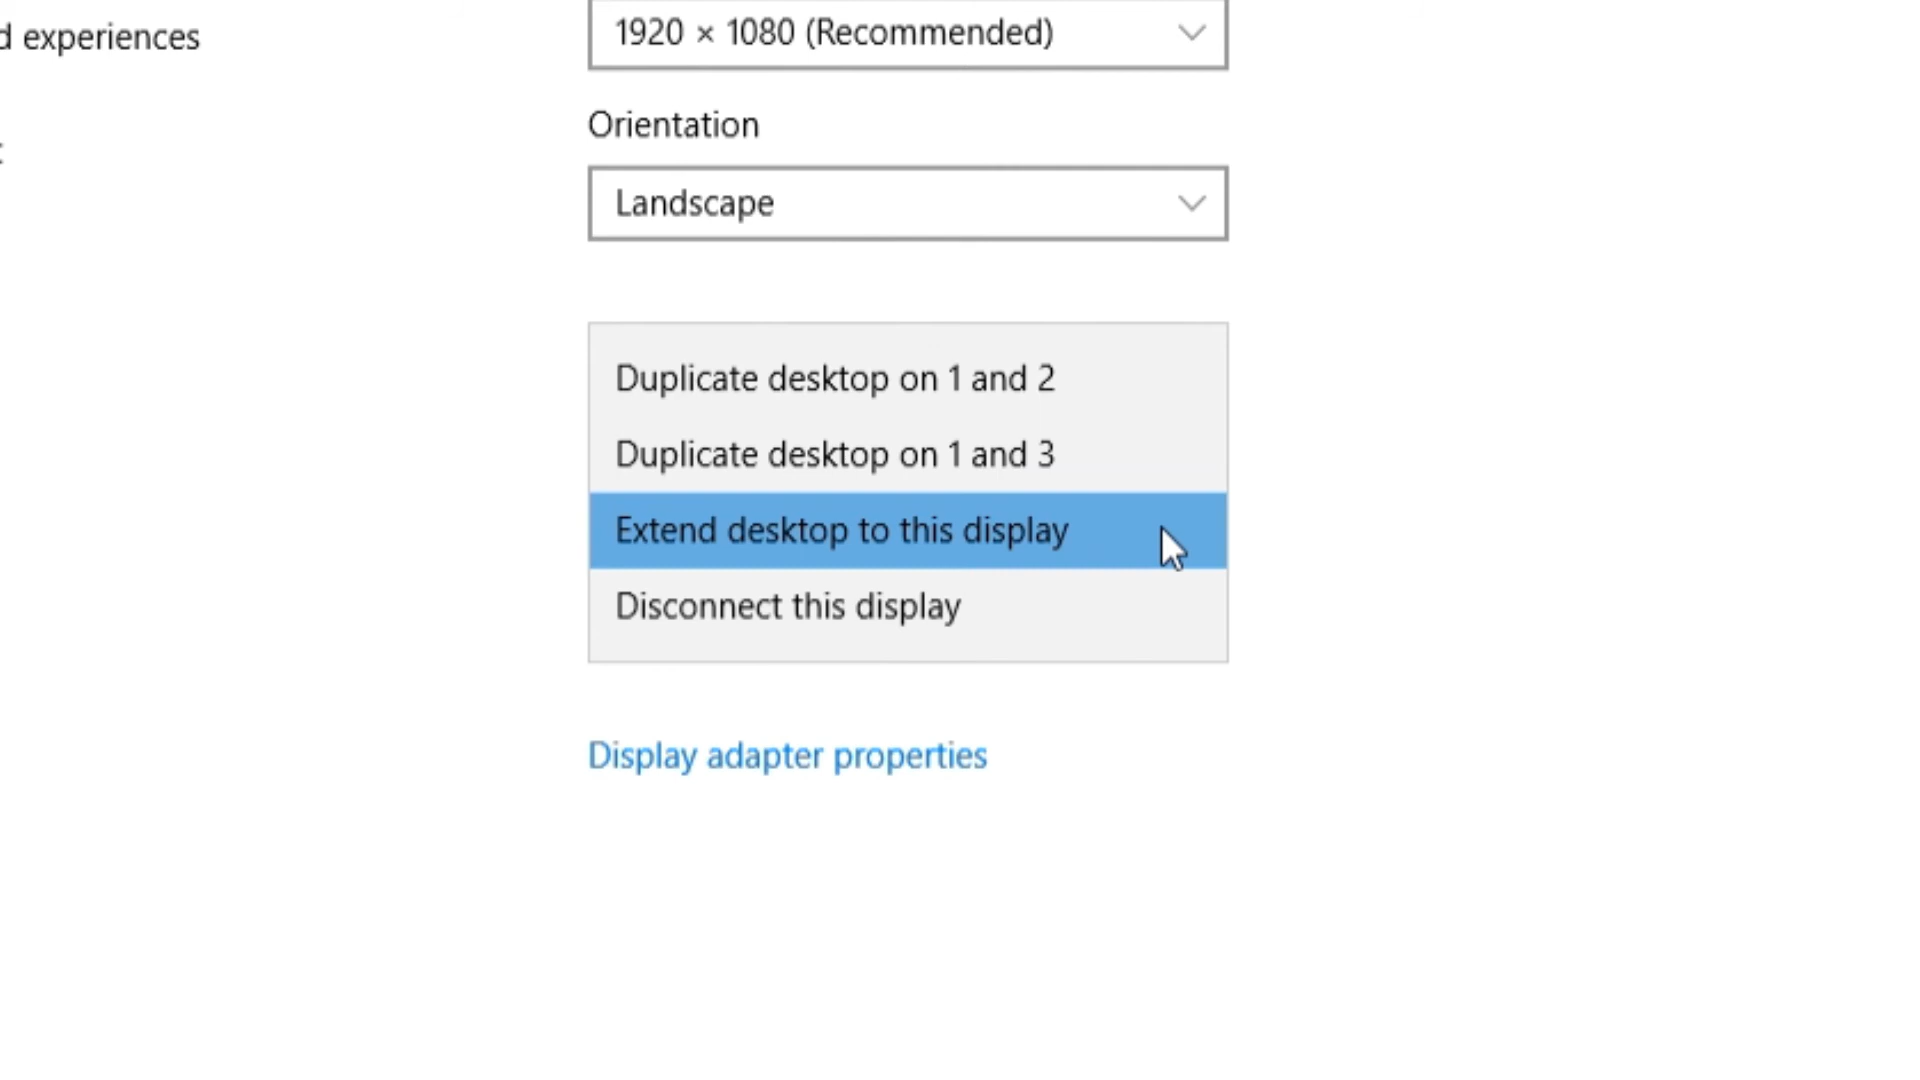 1920 × 1080 (Recommended)
d experiences
Orientation
Landscape
Duplicate desktop on 1 and 2
Duplicate desktop on 1 and 3
Extend desktop to this display
Disconnect this display
Display adapter properties